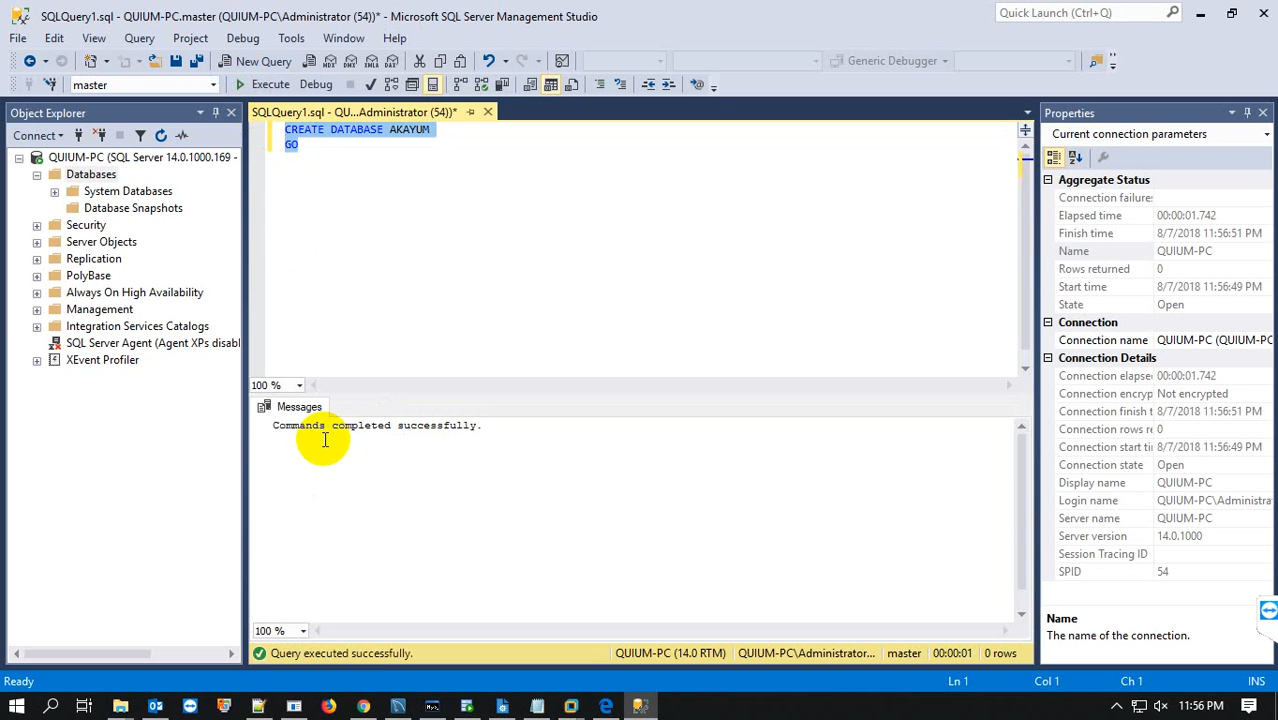 SQLQuery1.sql - QUIUM-PC.master (QUIUM-PC\Administrator (54))* - Microsoft SQL Server Management Studio
Quick Launch (Ctrl+Q)
File Edit View Query Project Debug Tools Window Help
New Query
MDX DMX XMLA DAX
Generic Debugger
master
Execute Debug
Object Explorer
Connect
QUIUM-PC (SQL Server 14.0.1000.169 -
Databases
System Databases
Database Snapshots
Security
Server Objects
Replication
PolyBase
Always On High Availability
Management
Integration Services Catalogs
SQL Server Agent (Agent XPs disabl
XEvent Profiler
SQLQuery1.sql - QU...Administrator (54))*
CREATE DATABASE AKAYUM
GO
100 %
Messages
Commands completed successfully.
100 %
Query executed successfully.
QUIUM-PC (14.0 RTM)
QUIUM-PC\Administrator...
master
00:00:01
0 rows
Properties
Current connection parameters
Aggregate Status
Connection failures
Elapsed time 00:00:01.742
Finish time 8/7/2018 11:56:51 PM
Name QUIUM-PC
Rows returned 0
Start time 8/7/2018 11:56:49 PM
State Open
Connection
Connection name QUIUM-PC (QUIUM-PC
Connection Details
Connection elapse 00:00:01.742
Connection encryp Not encrypted
Connection finish t 8/7/2018 11:56:51 PM
Connection rows re 0
Connection start ti 8/7/2018 11:56:49 PM
Connection state Open
Display name QUIUM-PC
Login name QUIUM-PC\Administra
Server name QUIUM-PC
Server version 14.0.1000
Session Tracing ID
SPID 54
Name
The name of the connection.
Ready
Ln 1
Col 1
Ch 1
INS
11:56 PM